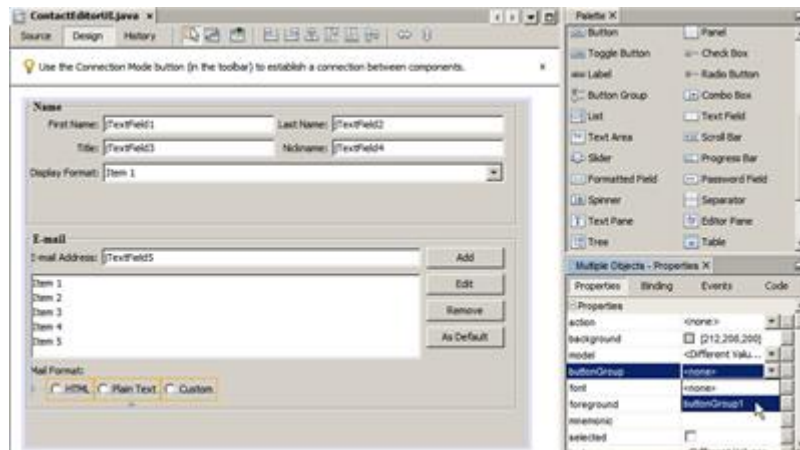 ContactEditorUI.java ×
Source Design History
Use the Connection Mode button (in the toolbar) to establish a connection between components. ×
Name
First Name: jTextField1 Last Name: jTextField2
Title: jTextField3 Nickname: jTextField4
Display Format: Item 1
E-mail
E-mail Address: jTextField5 Add
Item 1 Edit
Item 2
Item 3 Remove
Item 4
Item 5 As Default
Mail Format:
HTML Plain Text Custom
Palette ×
Button Panel
Toggle Button Check Box
Label Radio Button
Button Group Combo Box
List Text Field
Text Area Scroll Bar
Slider Progress Bar
Formatted Field Password Field
Spinner Separator
Text Pane Editor Pane
Tree Table
Multiple Objects - Properties ×
Properties Binding Events Code
Properties
action <none>
background [212,208,200]
model <Different Valu...
buttonGroup <none>
font <none>
foreground buttonGroup1
mnemonic
selected